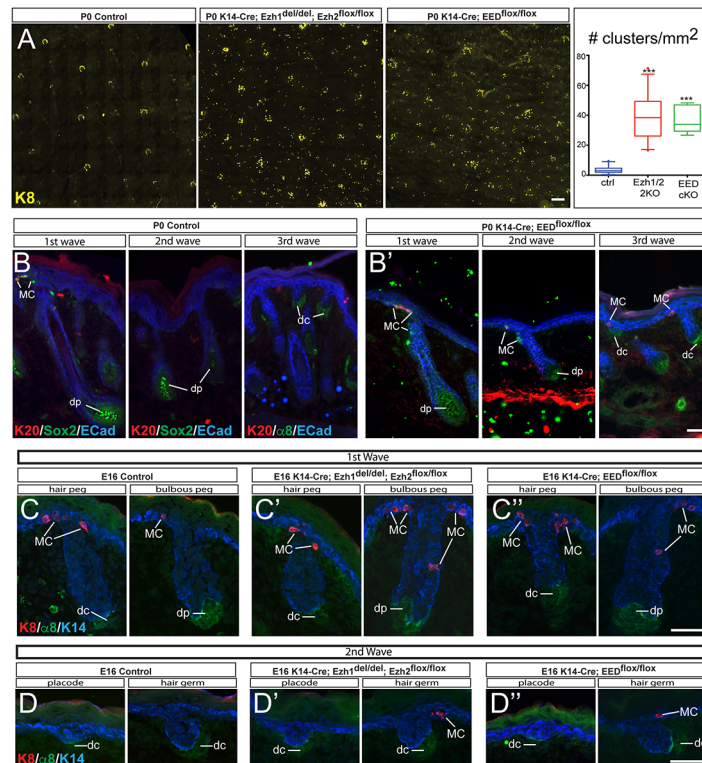 P0 Control
P0 K14-Cre; Ezh1del/del; Ezh2flox/flox
P0 K14-Cre; EEDflox/flox
A
K8
# clusters/mm2
80
60
40
20
0
***
***
ctrl
Ezh1/2
2KO
EED
cKO
P0 Control
1st wave
2nd wave
3rd wave
B
MC
dp
dp
dc
K20/Sox2/ECad
K20/Sox2/ECad
K20/α8/ECad
P0 K14-Cre; EEDflox/flox
1st wave
2nd wave
3rd wave
B'
MC
dp
MC
dp
MC
MC
dc
dc
1st Wave
E16 Control
hair peg
bulbous peg
C
MC
dc
MC
dp
K8/α8/K14
E16 K14-Cre; Ezh1del/del; Ezh2flox/flox
hair peg
bulbous peg
C'
MC
dc
MC
MC
dp
E16 K14-Cre; EEDflox/flox
hair peg
bulbous peg
C''
MC
MC
dc
MC
dp
2nd Wave
E16 Control
placode
hair germ
D
dc
dc
K8/α8/K14
E16 K14-Cre; Ezh1del/del; Ezh2flox/flox
placode
hair germ
D'
dc
MC
dc
E16 K14-Cre; EEDflox/flox
placode
hair germ
D''
dc
MC
dc